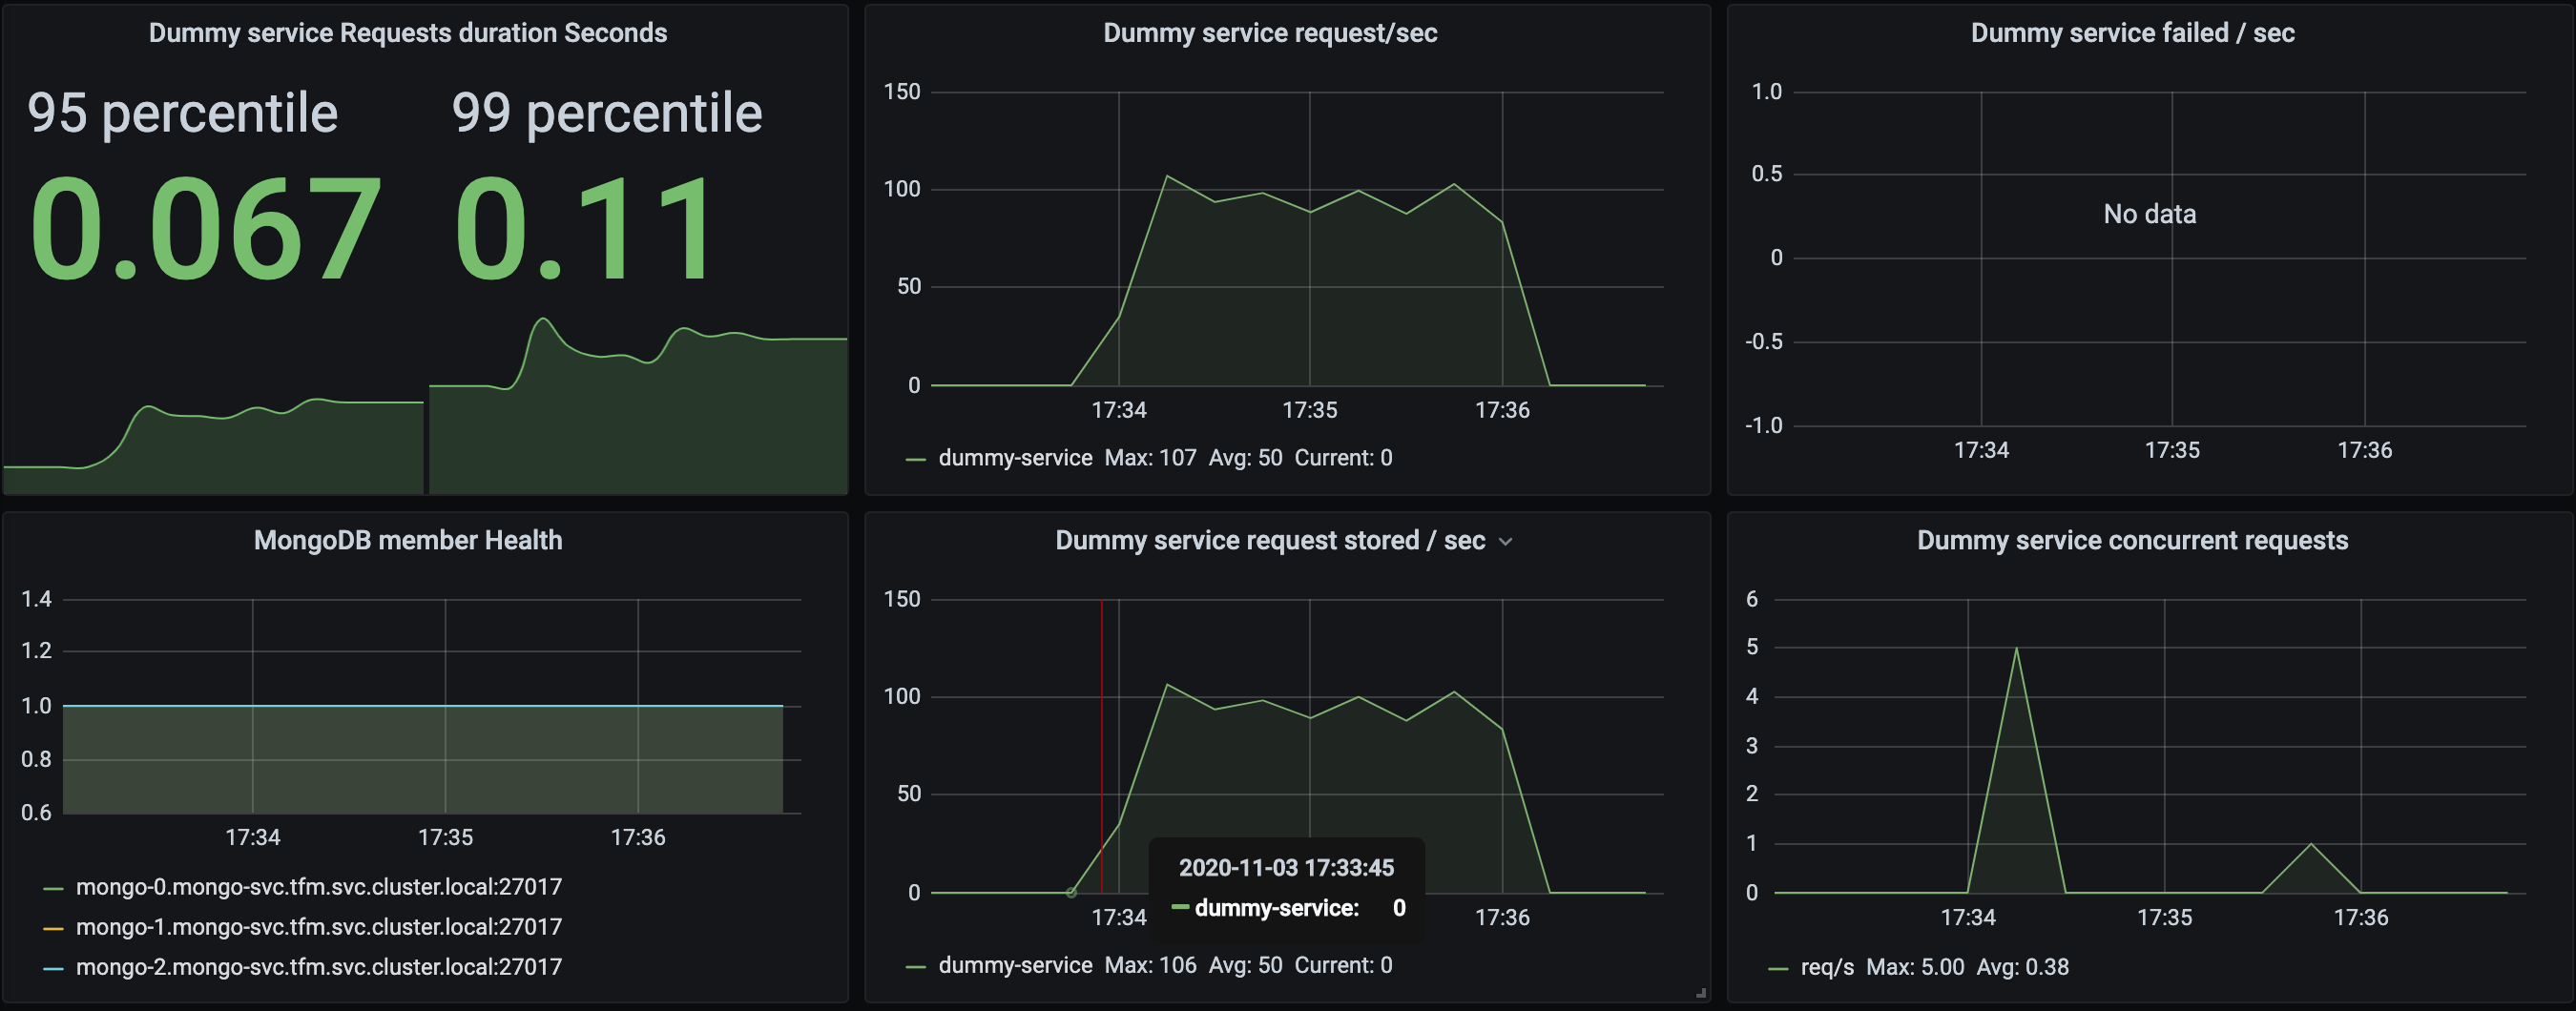 Dummy service Requests duration Seconds
95 percentile 99 percentile
0.067 0.11
Dummy service request/sec
150
100
50
0
17:34 17:35 17:36
dummy-service Max: 107 Avg: 50 Current: 0
Dummy service failed / sec
1.0
0.5
No data
0
-0.5
-1.0
17:34 17:35 17:36
MongoDB member Health
1.4
1.2
1.0
0.8
0.6
17:34 17:35 17:36
mongo-0.mongo-svc.tfm.svc.cluster.local:27017
mongo-1.mongo-svc.tfm.svc.cluster.local:27017
mongo-2.mongo-svc.tfm.svc.cluster.local:27017
Dummy service request stored / sec
150
100
50
0
17:34 17:36
2020-11-03 17:33:45
dummy-service: 0
dummy-service Max: 106 Avg: 50 Current: 0
Dummy service concurrent requests
6
5
4
3
2
1
0
17:34 17:35 17:36
req/s Max: 5.00 Avg: 0.38